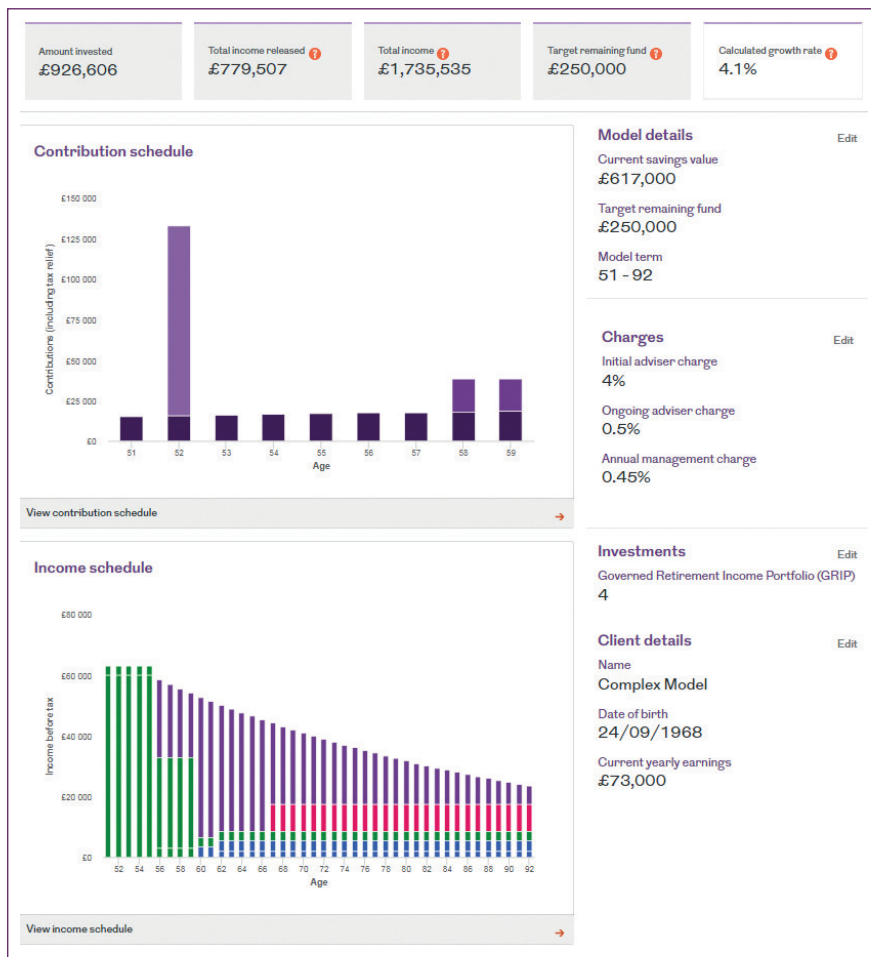 Amount invested
£926,606
Total income released ?
£779,507
Total income ?
£1,735,535
Target remaining fund ?
£250,000
Calculated growth rate ?
4.1%
Contribution schedule
Contributions (including tax relief)
£150 000
£125 000
£100 000
£75 000
£50 000
£25 000
£0
51 52 53 54 55 56 57 58 59
Age
View contribution schedule →
Model details
Edit
Current savings value
£617,000
Target remaining fund
£250,000
Model term
51 - 92
Charges
Edit
Initial adviser charge
4%
Ongoing adviser charge
0.5%
Annual management charge
0.45%
Income schedule
Income before tax
£80 000
£60 000
£40 000
£20 000
£0
52 54 56 58 60 62 64 66 68 70 72 74 76 78 80 82 84 86 88 90 92
Age
View income schedule →
Investments
Edit
Governed Retirement Income Portfolio (GRIP)
4
Client details
Edit
Name
Complex Model
Date of birth
24/09/1968
Current yearly earnings
£73,000